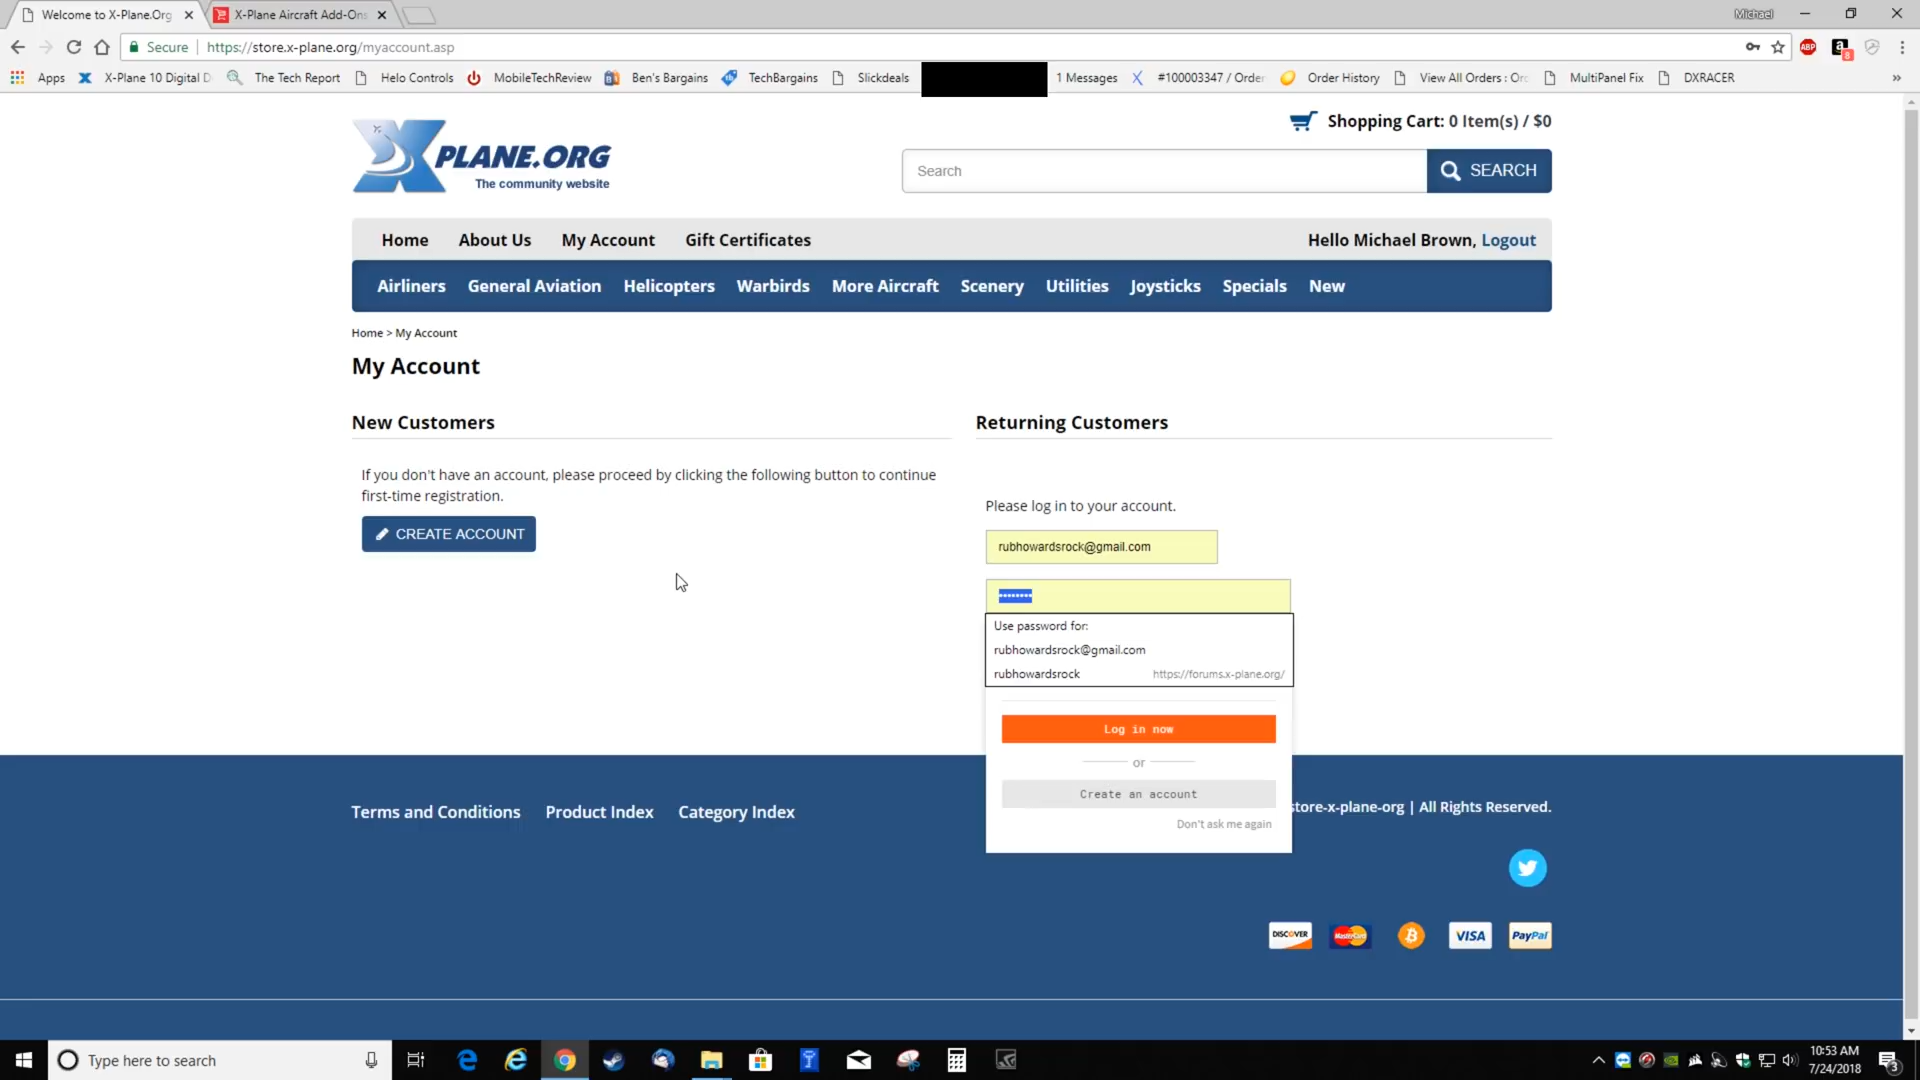 Welcome to X-Plane.Org
X-Plane Aircraft Add-Ons
Michael
Secure
https://store.x-plane.org/myaccount.asp
ABP
a
8
Apps
X-Plane 10 Digital D
The Tech Report
Helo Controls
MobileTechReview
Ben's Bargains
TechBargains
Slickdeals
1 Messages
#100003347 / Order
Order History
View All Orders : Orc
MultiPanel Fix
DXRACER
»
X PLANE.ORG
The community website
Shopping Cart: 0 Item(s) / $0
Search
SEARCH
Home About Us My Account Gift Certificates
Hello Michael Brown, Logout
Airliners General Aviation Helicopters Warbirds More Aircraft Scenery Utilities Joysticks Specials New
Home > My Account
My Account
New Customers
If you don't have an account, please proceed by clicking the following button to continue
first-time registration.
CREATE ACCOUNT
Returning Customers
Please log in to your account.
rubhowardsrock@gmail.com
••••••••
Use password for:
rubhowardsrock@gmail.com
rubhowardsrock https://forums.x-plane.org/
Log in now
or
Create an account
Don't ask me again
Terms and Conditions Product Index Category Index
store-x-plane-org | All Rights Reserved.
DISCOVER MasterCard VISA PayPal
Type here to search
10:53 AM
7/24/2018
3